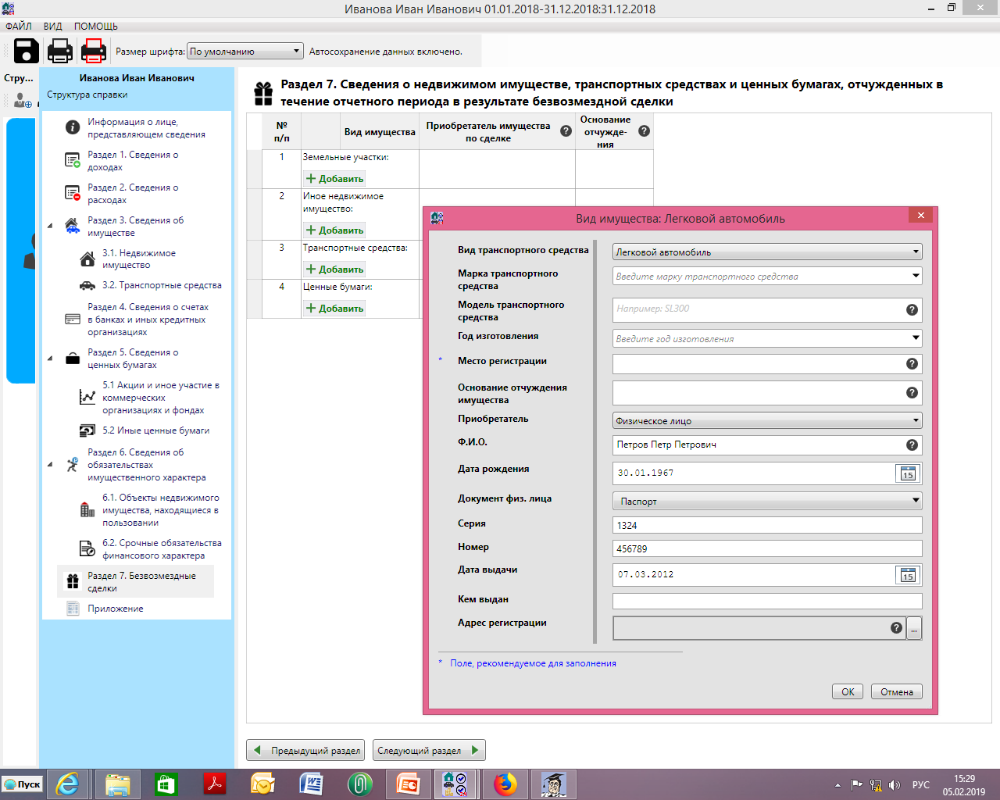 Иванова Иван Иванович 01.01.2018-31.12.2018:31.12.2018
ФАЙЛ ВИД ПОМОЩЬ
Размер шрифта: По умолчанию Автосохранение данных включено.
Стру...
Иванова Иван Иванович
Структура справки
Информация о лице,
представляющем сведения
Раздел 1. Сведения о
доходах
Раздел 2. Сведения о
расходах
Раздел 3. Сведения об
имуществе
3.1. Недвижимое
имущество
3.2. Транспортные средства
Раздел 4. Сведения о счетах
в банках и иных кредитных
организациях
Раздел 5. Сведения о
ценных бумагах
5.1 Акции и иное участие в
коммерческих
организациях и фондах
5.2 Иные ценные бумаги
Раздел 6. Сведения об
обязательствах
имущественного характера
6.1. Объекты недвижимого
имущества, находящиеся в
пользовании
6.2. Срочные обязательства
финансового характера
Раздел 7. Безвозмездные
сделки
Приложение
Раздел 7. Сведения о недвижимом имуществе, транспортных средствах и ценных бумагах, отчужденных в
течение отчетного периода в результате безвозмездной сделки
№
п/п
Вид имущества
Приобретатель имущества
по сделке
?
Основание
отчужде-
ния
?
1 Земельные участки:
+ Добавить
2 Иное недвижимое
имущество:
+ Добавить
3 Транспортные средства:
+ Добавить
4 Ценные бумаги:
+ Добавить
Вид имущества: Легковой автомобиль
Вид транспортного средства Легковой автомобиль
Марка транспортного
средства
Введите марку транспортного средства
Модель транспортного
средства
Например: SL300 ?
Год изготовления Введите год изготовления
* Место регистрации ?
Основание отчуждения
имущества
?
Приобретатель Физическое лицо
Ф.И.О. Петров Петр Петрович ?
Дата рождения 30.01.1967 15
Документ физ. лица Паспорт
Серия 1324
Номер 456789
Дата выдачи 07.03.2012 15
Кем выдан
Адрес регистрации ? ...
* Поле, рекомендуемое для заполнения
ОК Отмена
Предыдущий раздел Следующий раздел
Пуск
РУС
15:29
05.02.2019